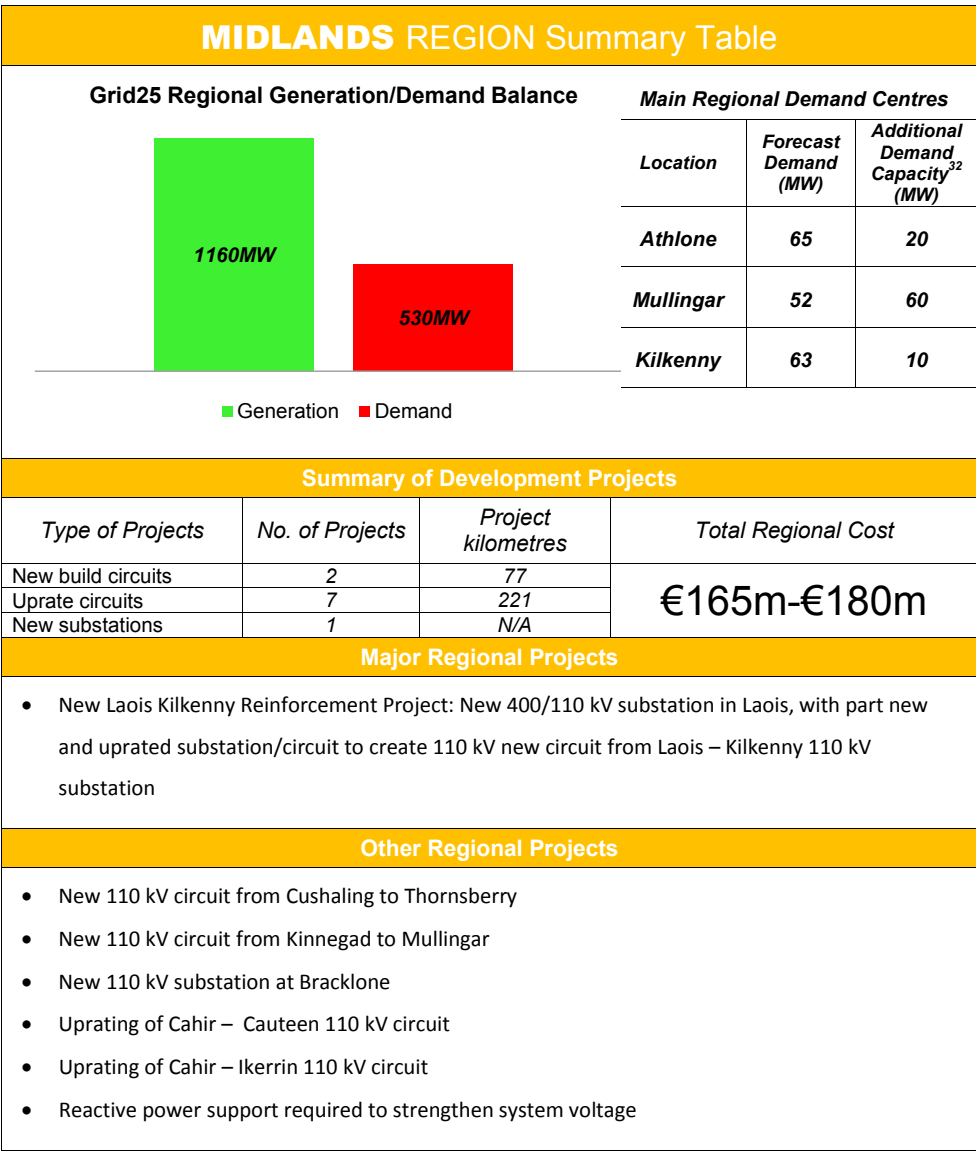 MIDLANDS REGION Summary Table
Grid25 Regional Generation/Demand Balance
1160MW
530MW
Generation Demand
Main Regional Demand Centres
Location Forecast Demand (MW) Additional Demand Capacity32 (MW)
Athlone 65 20
Mullingar 52 60
Kilkenny 63 10
Summary of Development Projects
Type of Projects No. of Projects Project kilometres Total Regional Cost
New build circuits 2 77
Uprate circuits 7 221
New substations 1 N/A
€165m-€180m
Major Regional Projects
• New Laois Kilkenny Reinforcement Project: New 400/110 kV substation in Laois, with part new
and uprated substation/circuit to create 110 kV new circuit from Laois – Kilkenny 110 kV
substation
Other Regional Projects
• New 110 kV circuit from Cushaling to Thornsberry
• New 110 kV circuit from Kinnegad to Mullingar
• New 110 kV substation at Bracklone
• Uprating of Cahir – Cauteen 110 kV circuit
• Uprating of Cahir – Ikerrin 110 kV circuit
• Reactive power support required to strengthen system voltage